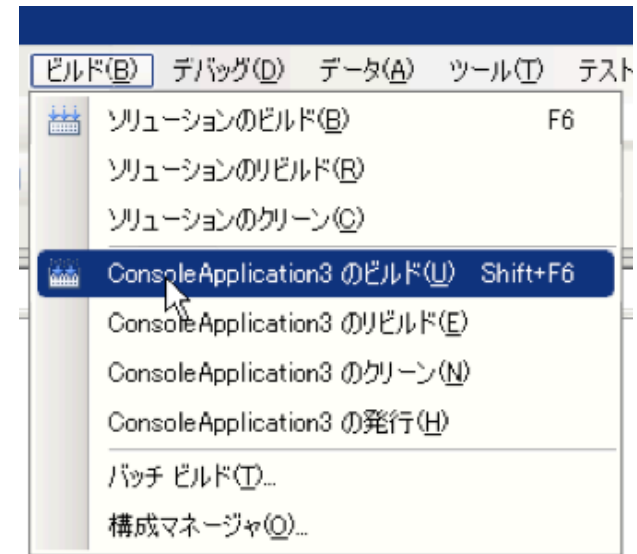 ビルド(B) デバッグ(D) データ(A) ツール(T) テスト
ソリューションのビルド(B) F6
ソリューションのリビルド(R)
ソリューションのクリーン(C)
ConsoleApplication3 のビルド(U) Shift+F6
ConsoleApplication3 のリビルド(E)
ConsoleApplication3 のクリーン(N)
ConsoleApplication3 の発行(H)
バッチ ビルド(T)...
構成マネージャ(O)...